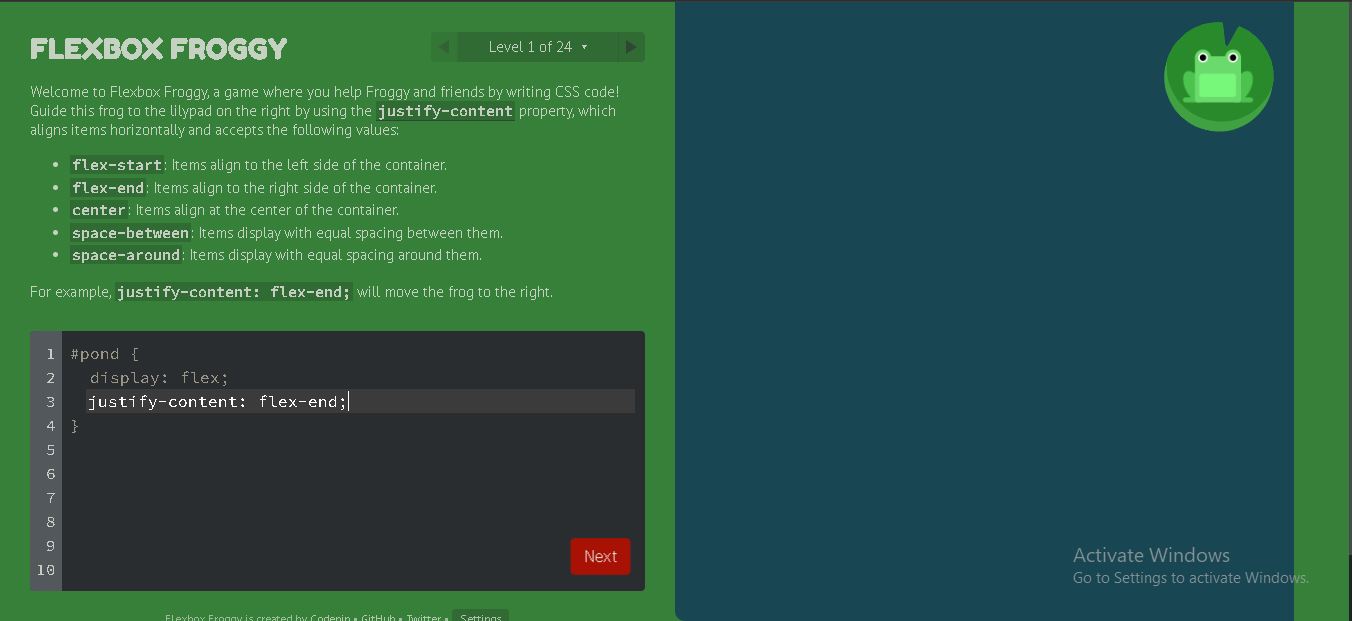 FLEXBOX FROGGY
Level 1 of 24
Welcome to Flexbox Froggy, a game where you help Froggy and friends by writing CSS code!
Guide this frog to the lilypad on the right by using the justify-content property, which
aligns items horizontally and accepts the following values:
• flex-start: Items align to the left side of the container.
• flex-end: Items align to the right side of the container.
• center: Items align at the center of the container.
• space-between: Items display with equal spacing between them.
• space-around: Items display with equal spacing around them.
For example, justify-content: flex-end; will move the frog to the right.
1 #pond {
2 display: flex;
3 justify-content: flex-end;
4 }
5
6
7
8
9
10
Next
Flexbox Froggy is created by Codepip • GitHub • Twitter • Settings
Activate Windows
Go to Settings to activate Windows.